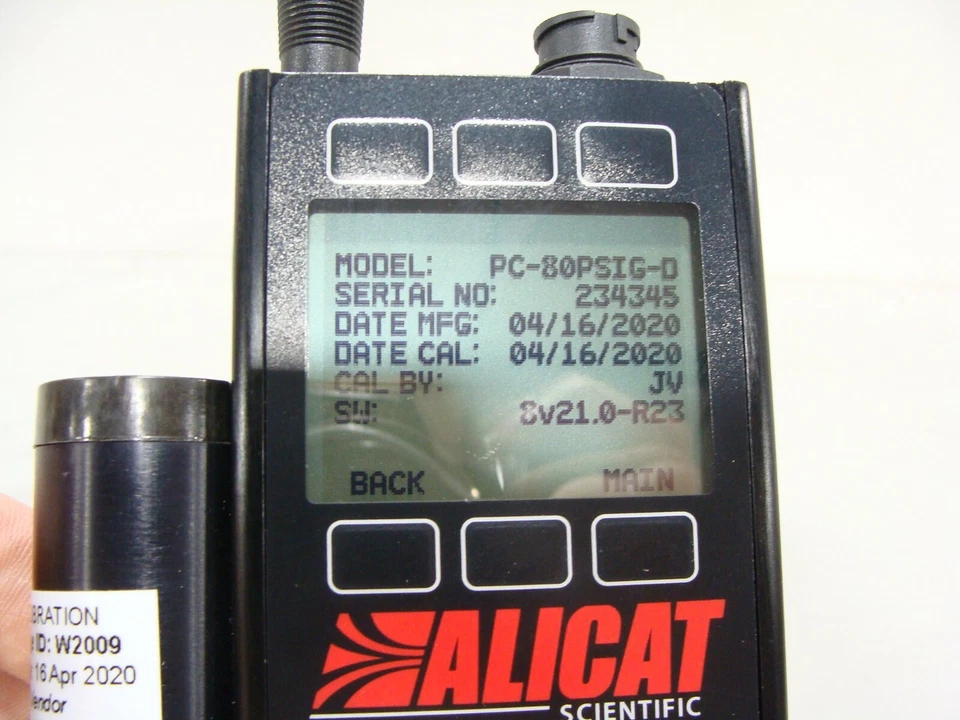 MODEL: PC-80PSIG-D
SERIAL NO: 234345
DATE MFG: 04/16/2020
DATE CAL: 04/16/2020
CAL BY: JV
SW: 8v21.0-R23
BACK MAIN
ALICAT
SCIENTIFIC
BRATION
ID: W2009
16 Apr 2020
endor